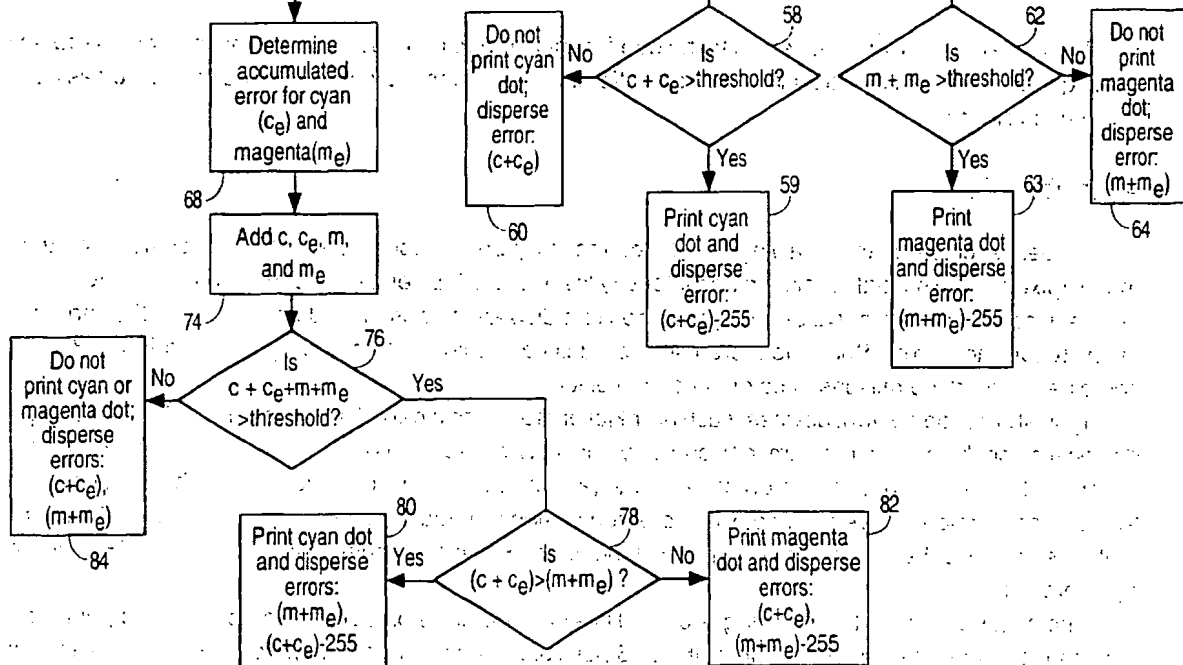 Determine
accumulated
error for cyan
(ce) and
magenta(me)
68
Add c, ce, m,
and me
74
Is
c + ce+m+me
>threshold?
76
No
Yes
Do not
print cyan or
magenta dot;
disperse
errors:
(c+ce),
(m+me)
84
Is
(c + ce)>(m+me) ?
78
Yes
No
Print cyan dot
and disperse
errors:
(m+me),
(c+ce)-255
80
Print magenta
dot and disperse
errors:
(c+ce),
(m+me)-255
82
Do not
print cyan
dot;
disperse
error:
(c+ce)
60
No
Is
c + ce >threshold?
58
Yes
Print cyan
dot and
disperse
error:
(c+ce)-255
59
Is
m + me >threshold?
62
No
Yes
Print
magenta dot
and disperse
error:
(m+me)-255
63
Do not
print
magenta
dot;
disperse
error:
(m+me)
64